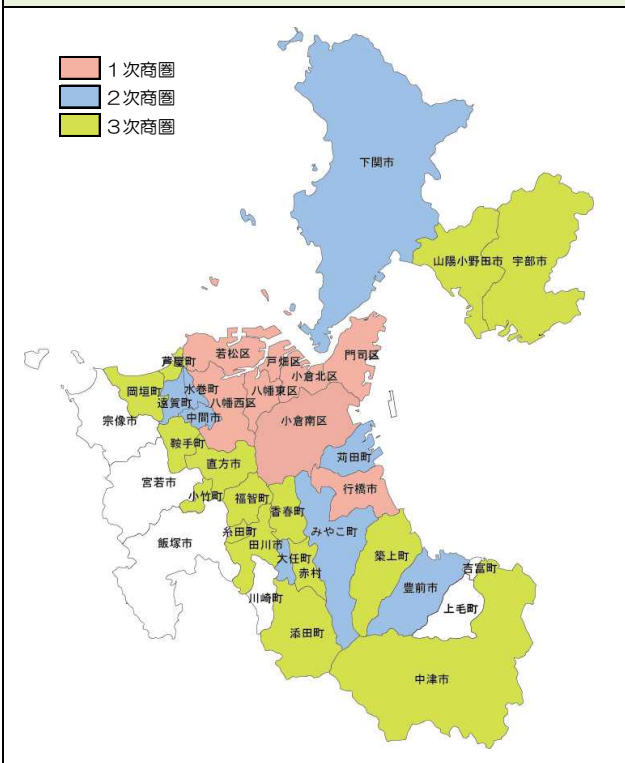 1次商圏
2次商圏
3次商圏
下関市
山陽小野田市
宇部市
門司区
若松区
戸畑区
芦屋町
小倉北区
岡垣町
水巻町
八幡東区
遠賀町
八幡西区
中間市
宗像市
小倉南区
鞍手町
苅田町
直方市
宮若市
行橋市
小竹町
福智町
香春町
みやこ町
糸田町
飯塚市
田川市
築上町
大任町
吉富町
赤村
豊前市
川崎町
上毛町
添田町
中津市